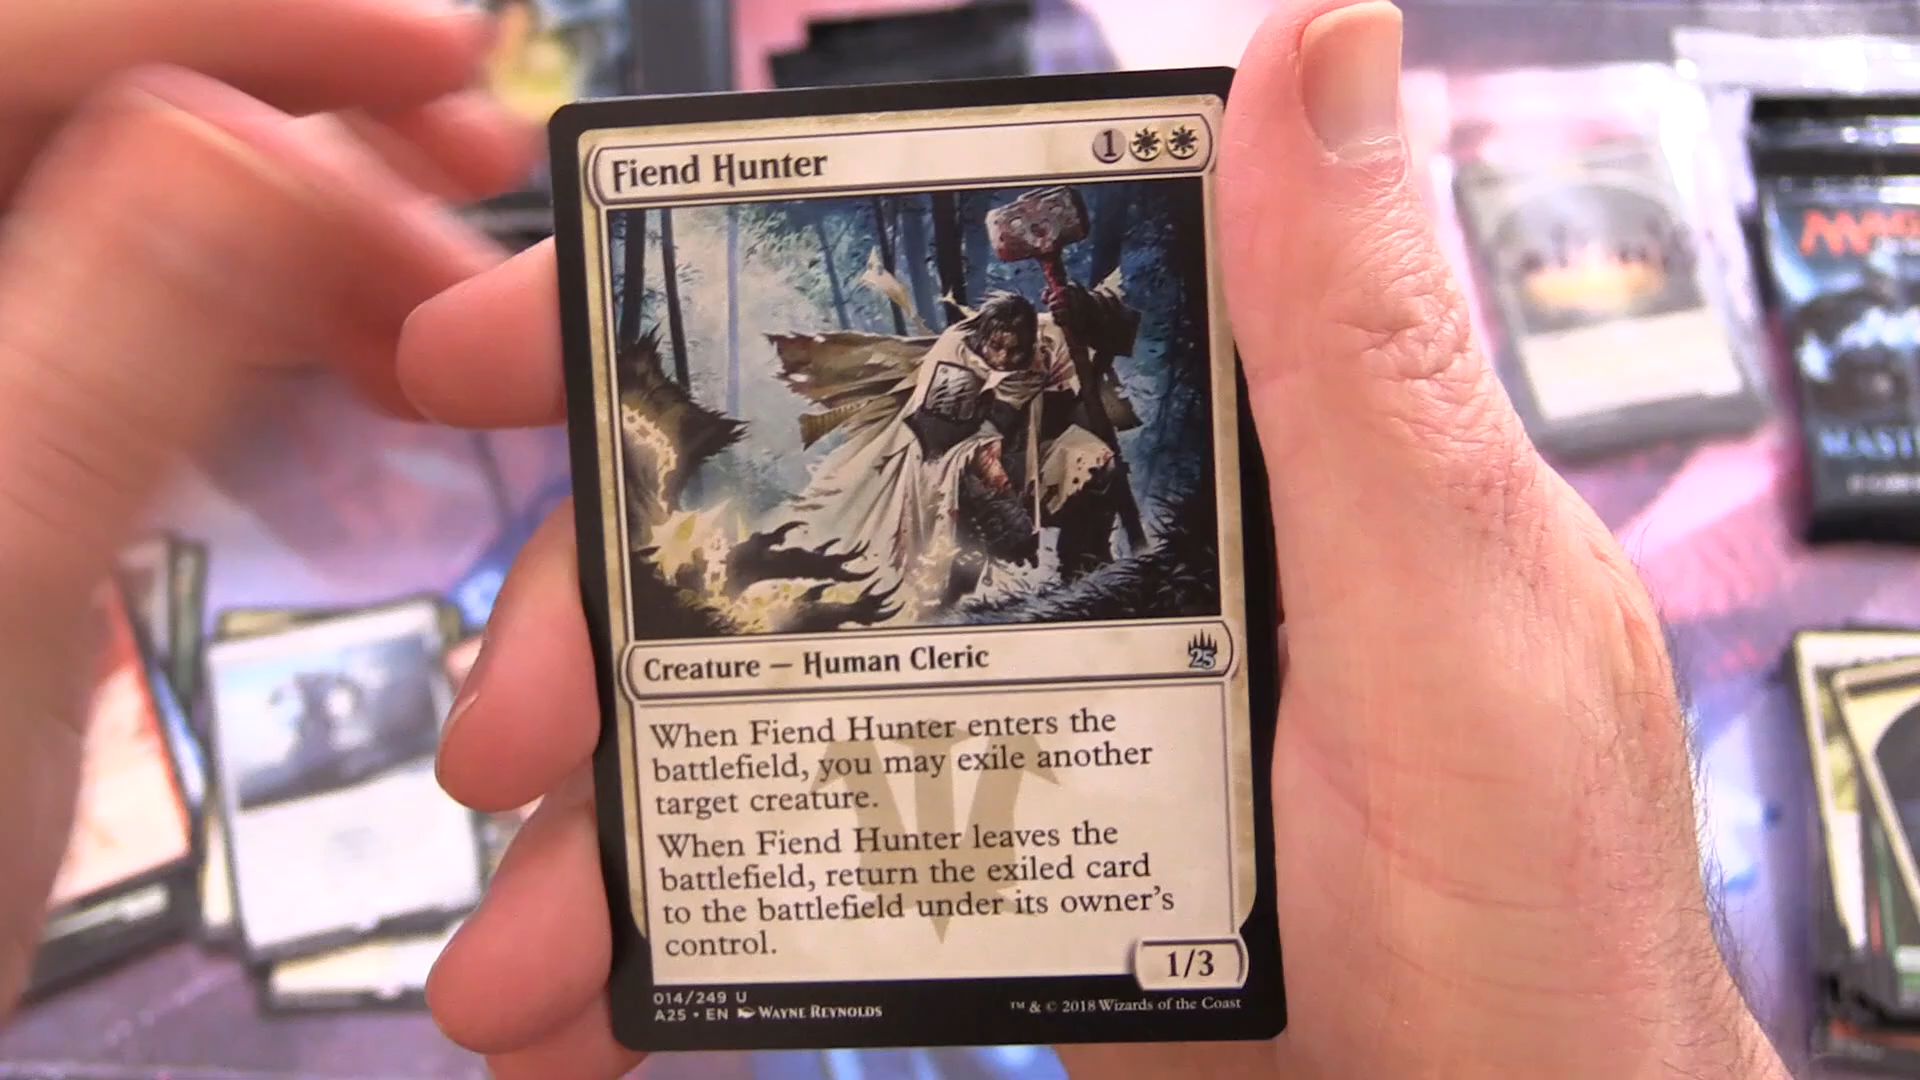 Fiend Hunter
1
Creature — Human Cleric
25
When Fiend Hunter enters the
battlefield, you may exile another
target creature.
When Fiend Hunter leaves the
battlefield, return the exiled card
to the battlefield under its owner's
control.
1/3
014/249 U
A25 • EN Wayne Reynolds
™ & © 2018 Wizards of the Coast